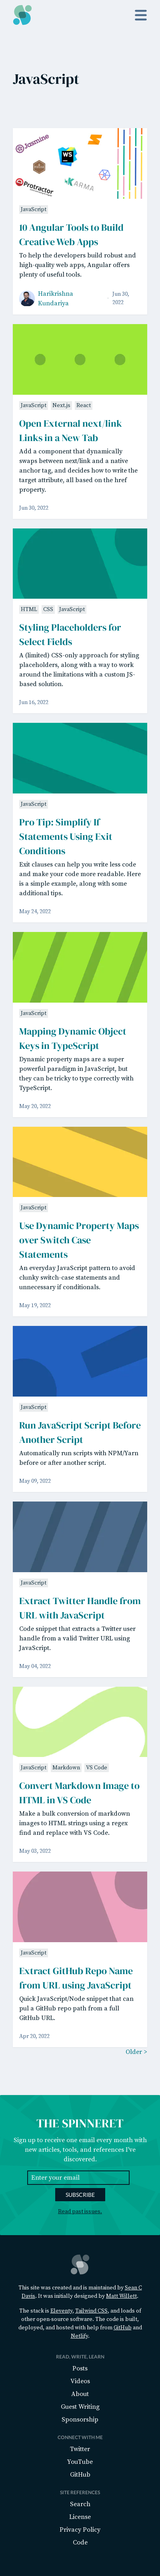 JavaScript
Jasmine
WS
Protractor
KARMA
JavaScript
10 Angular Tools to Build
Creative Web Apps
To help the developers build smart and
high-quality web apps, Angular offers
plenty of useful tools.
Harikrishna
Kundariya
Jun 30,
2022
JavaScript Next.js React
Open External next/link
Links in a New Tab
Add a component that dynamically
swaps between next/link and a native
anchor tag, and decides how to write the
target attribute, all based on the href
property.
Jun 30, 2022
HTML CSS JavaScript
Styling Placeholders for
Select Fields
A (limited) CSS-only approach for styling
placeholders, along with a way to work
around the limitations with a custom JS-
based solution.
Jun 16, 2022
JavaScript
Pro Tip: Simplify If
Statements Using Exit
Conditions
Exit clauses can help you write less code
and make your code more readable. Here
is a simple example, along with some
additional tips.
May 24, 2022
JavaScript
Mapping Dynamic Object
Keys in TypeScript
Dynamic property maps are a super
powerful paradigm in JavaScript, but
they can be tricky to type correctly with
TypeScript.
May 20, 2022
JavaScript
Use Dynamic Property Maps
over Switch Case
Statements
An everyday JavaScript pattern to avoid
clunky switch-case statements and
unnecessary if conditionals.
May 19, 2022
JavaScript
Run JavaScript Script Before
Another Script
Automatically run scripts with NPM/Yarn
before or after another script.
May 09, 2022
JavaScript
Extract Twitter Handle from
URL with JavaScript
Code snippet that extracts a Twitter user
handle from a valid Twitter URL using
JavaScript.
May 04, 2022
JavaScript Markdown VS Code
Convert Markdown Image to
HTML in VS Code
Make a bulk conversion of markdown
images to HTML strings using a regex
find and replace with VS Code.
May 03, 2022
JavaScript
Extract GitHub Repo Name
from URL using JavaScript
Quick JavaScript/Node snippet that can
pul a GitHub repo path from a full
GitHub URL.
Apr 20, 2022
Older >
THE SPINNERET
Sign up to receive one email every month with
new articles, tools, and references that I've
discovered.
Enter your email
SUBSCRIBE
Read past issues.
This site was created and is maintained by Sean C
Davis. It was initially designed by Matt Willett.
The stack is Eleventy, Tailwind CSS, and loads of
other open-source software. The code is built,
deployed, and hosted with help from GitHub and
Netlify.
READ, WRITE, LEARN
Posts
Videos
About
Guest Writing
Sponsorship
CONNECT WITH ME
Twitter
YouTube
GitHub
SITE REFERENCES
Search
License
Privacy Policy
Code